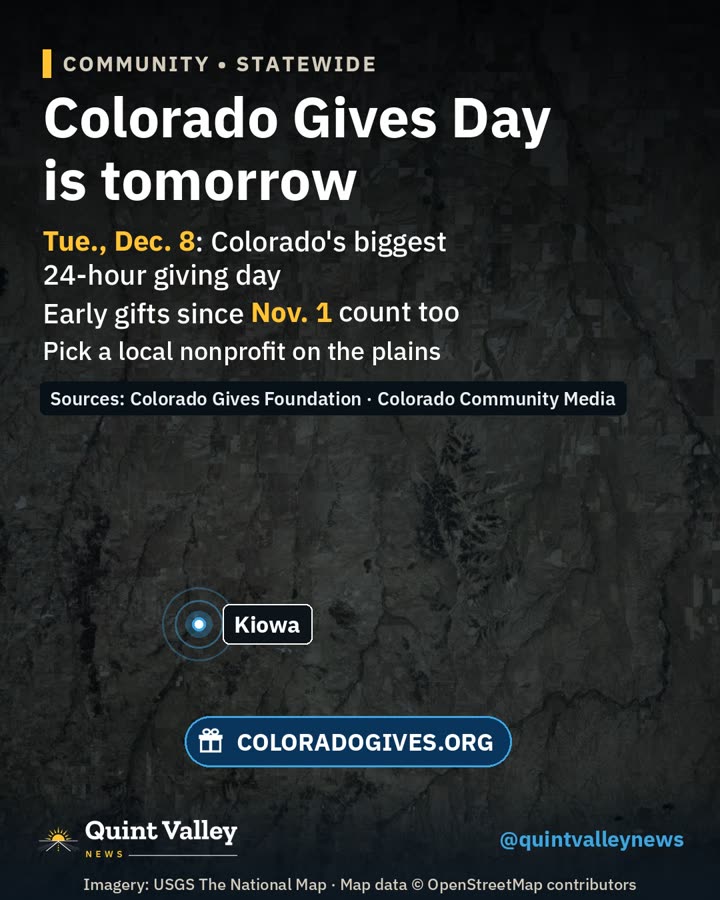 COMMUNITY • STATEWIDE
Colorado Gives Day
is tomorrow
Tue., Dec. 8: Colorado's biggest
24-hour giving day
Early gifts since Nov. 1 count too
Pick a local nonprofit on the plains
Sources: Colorado Gives Foundation · Colorado Community Media
Kiowa
COLORADOGIVES.ORG
Quint Valley
NEWS
@quintvalleynews
Imagery: USGS The National Map · Map data © OpenStreetMap contributors